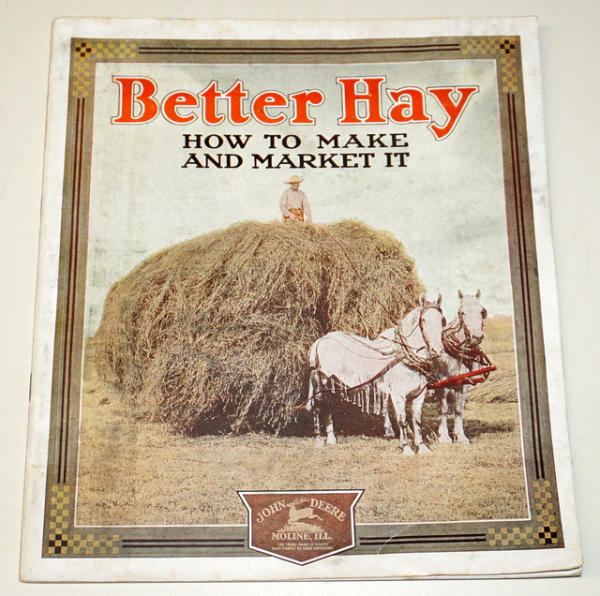 Better Hay
HOW TO MAKE
AND MARKET IT
JOHN DEERE
MOLINE, ILL.